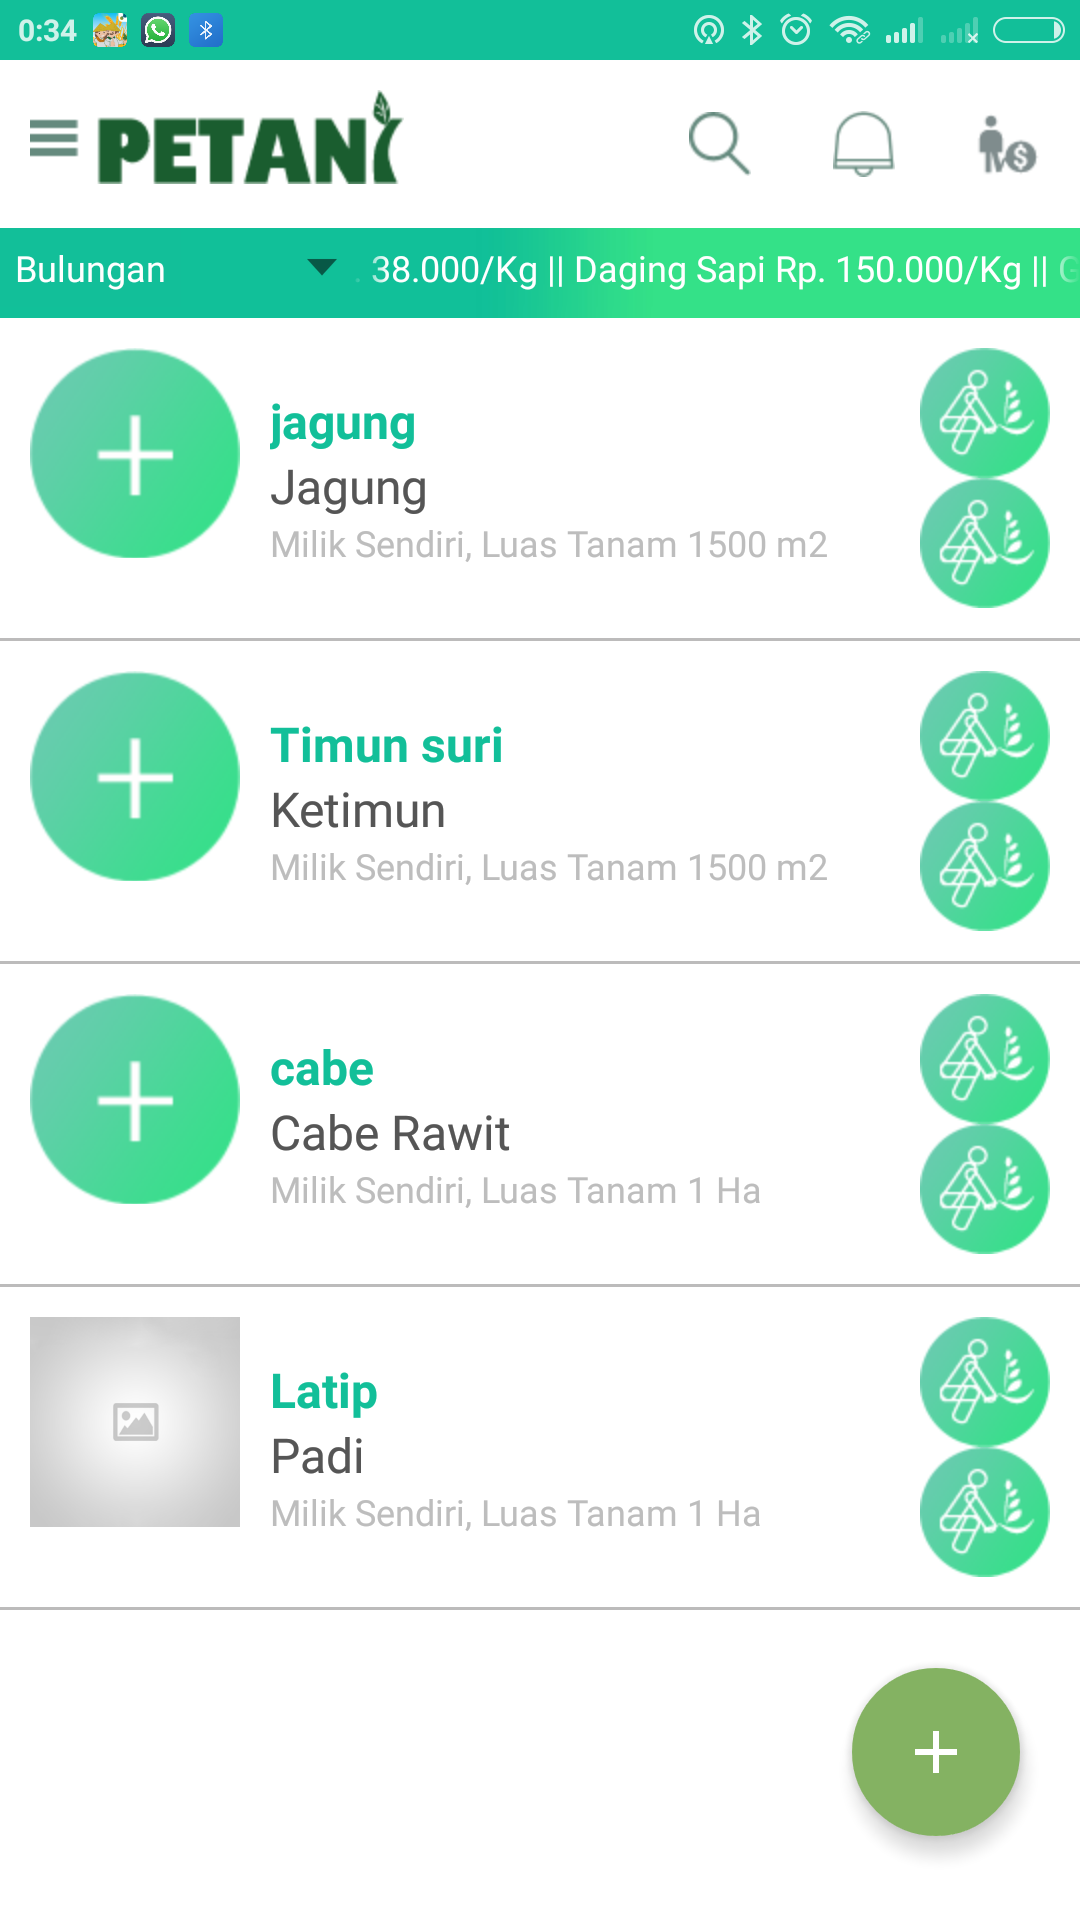 0:34
PETANI
Bulungan
. 38.000/Kg || Daging Sapi Rp. 150.000/Kg || G
jagung
Jagung
Milik Sendiri, Luas Tanam 1500 m2
Timun suri
Ketimun
Milik Sendiri, Luas Tanam 1500 m2
cabe
Cabe Rawit
Milik Sendiri, Luas Tanam 1 Ha
Latip
Padi
Milik Sendiri, Luas Tanam 1 Ha